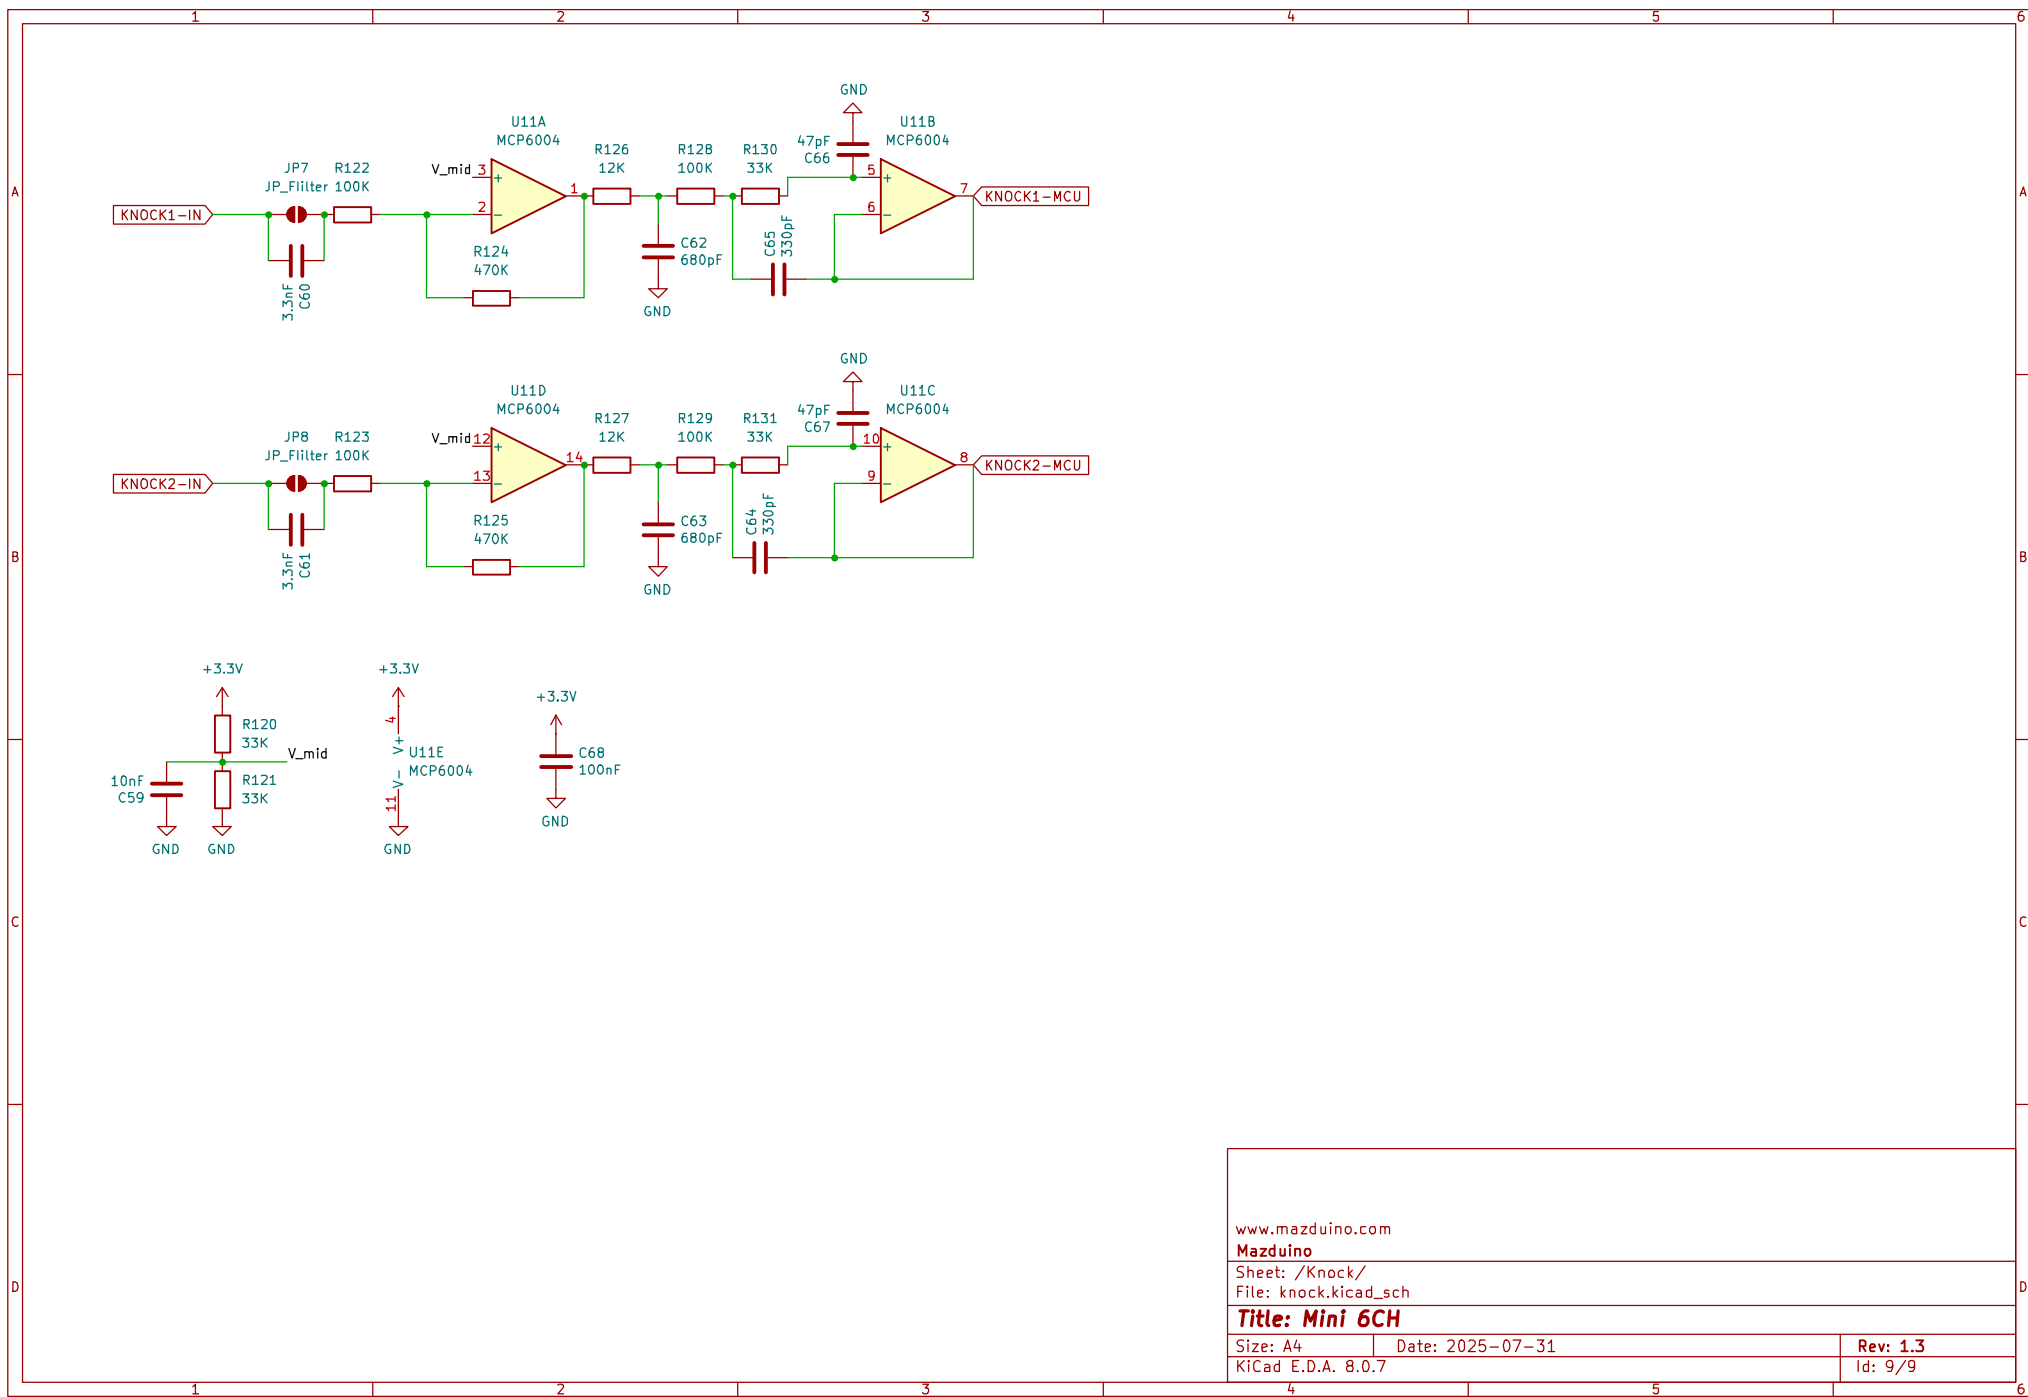 1 2 3 4 5 6
A
B
C
D
GND
U11A
MCP6004
U11B
MCP6004
47pF
C66
R126
12K
R128
100K
R130
33K
V_mid
3
+
1
5
+
7
KNOCK1-MCU
JP7
JP_Flilter
R122
100K
KNOCK1-IN
2
-
6
-
R124
470K
C62
680pF
C65
330pF
3.3nF
C60
GND
GND
U11D
MCP6004
U11C
MCP6004
47pF
C67
R127
12K
R129
100K
R131
33K
V_mid
12
+
14
10
+
8
KNOCK2-MCU
JP8
JP_Flilter
R123
100K
KNOCK2-IN
13
-
9
-
R125
470K
C63
680pF
C64
330pF
3.3nF
C61
GND
+3.3V
R120
33K
V_mid
R121
33K
10nF
C59
GND
GND
+3.3V
4
V+
U11E
MCP6004
V-
11
GND
+3.3V
C68
100nF
GND
www.mazduino.com
Mazduino
Sheet: /Knock/
File: knock.kicad_sch
Title: Mini 6CH
Size: A4 Date: 2025-07-31 Rev: 1.3
KiCad E.D.A. 8.0.7 Id: 9/9
A
B
C
D
1 2 3 4 5 6